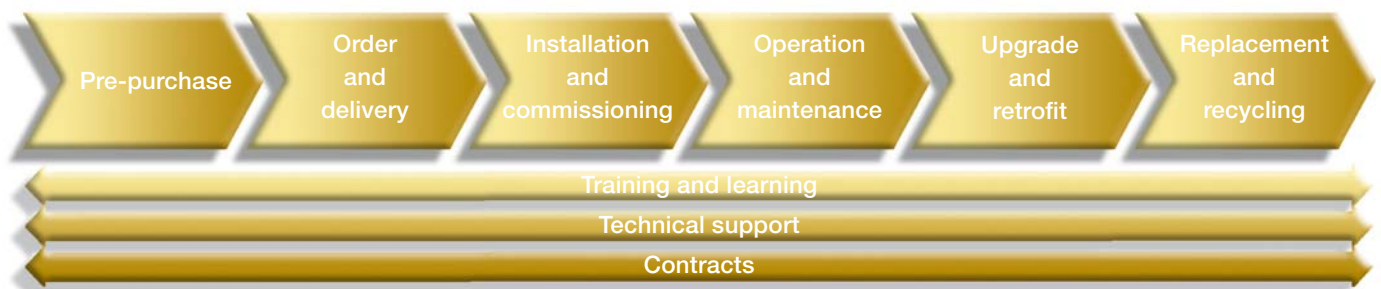 Pre-purchase
Order
and
delivery
Installation
and
commissioning
Operation
and
maintenance
Upgrade
and
retrofit
Replacement
and
recycling
Training and learning
Technical support
Contracts